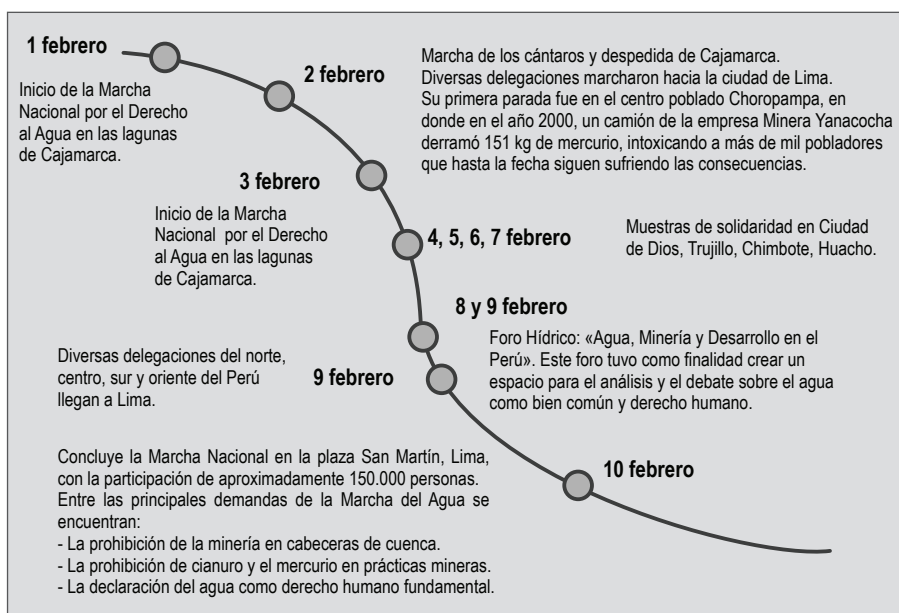 1 febrero
Inicio de la Marcha
Nacional por el Derecho
al Agua en las lagunas
de Cajamarca.
2 febrero
Marcha de los cántaros y despedida de Cajamarca.
Diversas delegaciones marcharon hacia la ciudad de Lima.
Su primera parada fue en el centro poblado Choropampa, en
donde en el año 2000, un camión de la empresa Minera Yanacocha
derramó 151 kg de mercurio, intoxicando a más de mil pobladores
que hasta la fecha siguen sufriendo las consecuencias.
3 febrero
Inicio de la Marcha
Nacional por el Derecho
al Agua en las lagunas
de Cajamarca.
4, 5, 6, 7 febrero
Muestras de solidaridad en Ciudad
de Dios, Trujillo, Chimbote, Huacho.
8 y 9 febrero
Foro Hídrico: «Agua, Minería y Desarrollo en el
Perú». Este foro tuvo como finalidad crear un
espacio para el análisis y el debate sobre el agua
como bien común y derecho humano.
9 febrero
Diversas delegaciones del norte,
centro, sur y oriente del Perú
llegan a Lima.
10 febrero
Concluye la Marcha Nacional en la plaza San Martín, Lima,
con la participación de aproximadamente 150.000 personas.
Entre las principales demandas de la Marcha del Agua se
encuentran:
- La prohibición de la minería en cabeceras de cuenca.
- La prohibición de cianuro y el mercurio en prácticas mineras.
- La declaración del agua como derecho humano fundamental.